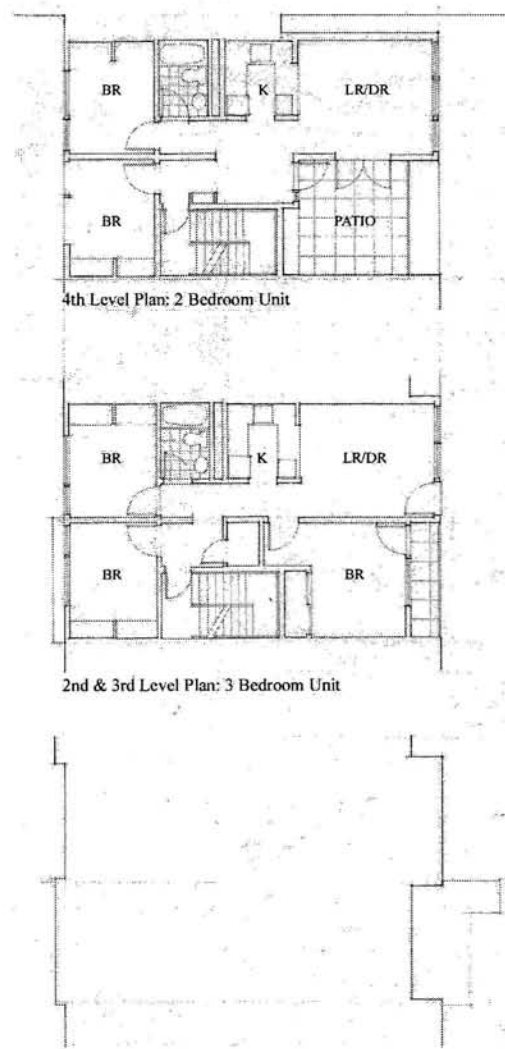 BR
K
LR/DR
BR
PATIO
4th Level Plan: 2 Bedroom Unit
BR
K
LR/DR
BR
BR
2nd & 3rd Level Plan: 3 Bedroom Unit